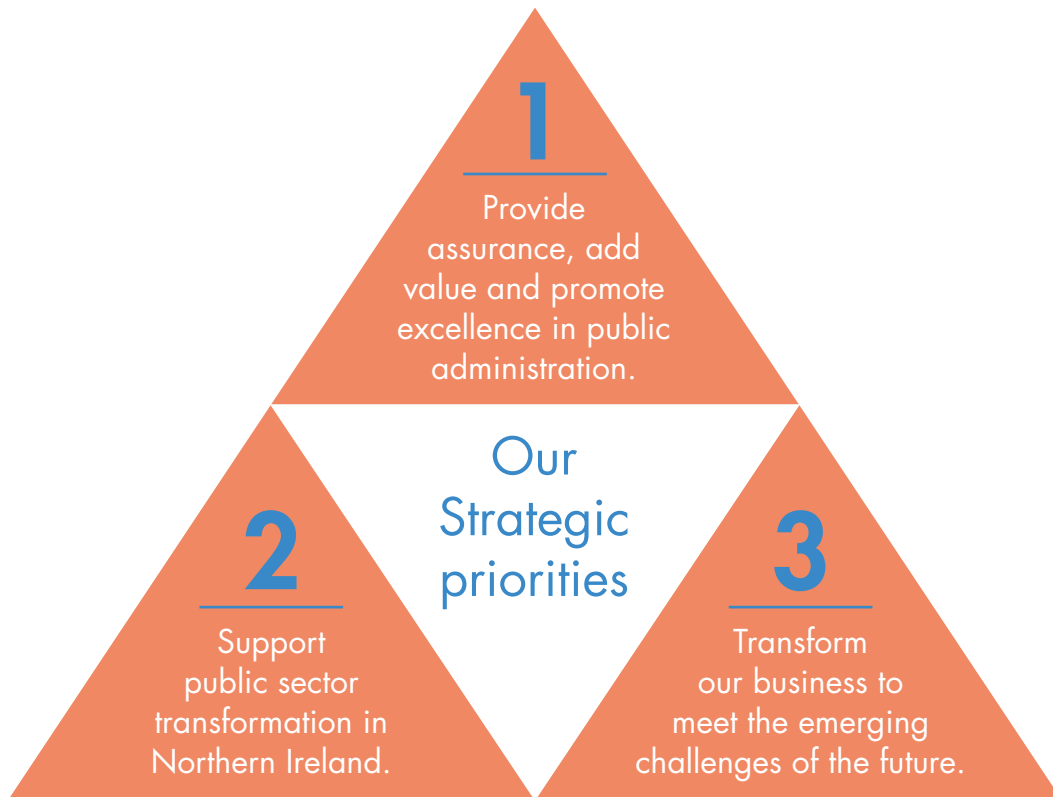 1
Provide
assurance, add
value and promote
excellence in public
administration.
Our
Strategic
priorities
2
Support
public sector
transformation in
Northern Ireland.
3
Transform
our business to
meet the emerging
challenges of the future.